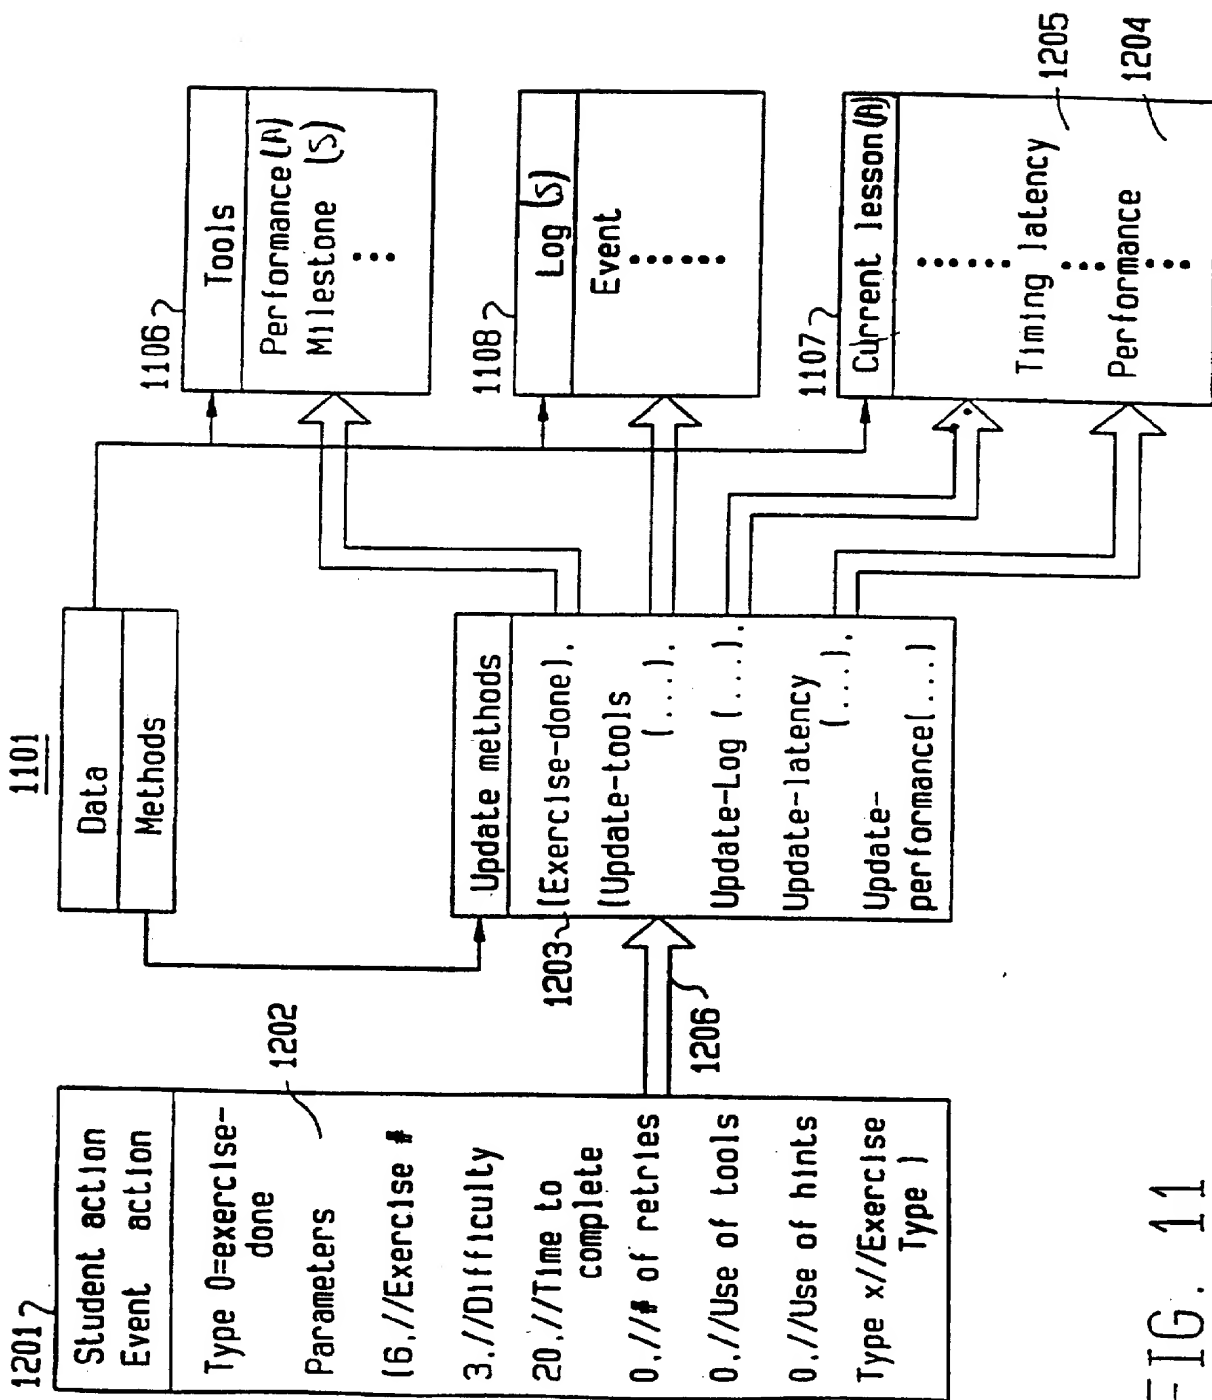 1101
Data
Methods
1201
Student action
Event action
Type 0=exercise-
done
Parameters
1202
(6,//Exercise #
3,//Difficulty
20,//Time to
complete
0,//# of retries
0,//Use of tools
0,//Use of hints
Type x//Exercise
Type )
1206
Update methods
1203
(Exercise-done),
(Update-tools
(....),
Update-Log (....),
Update-latency
(....),
Update-
performance(....)
1106
Tools
Performance(A)
Milestone (S)
1108
Log (S)
Event
1107
Current lesson(A)
Timing latency
1205
Performance
1204
FIG. 11